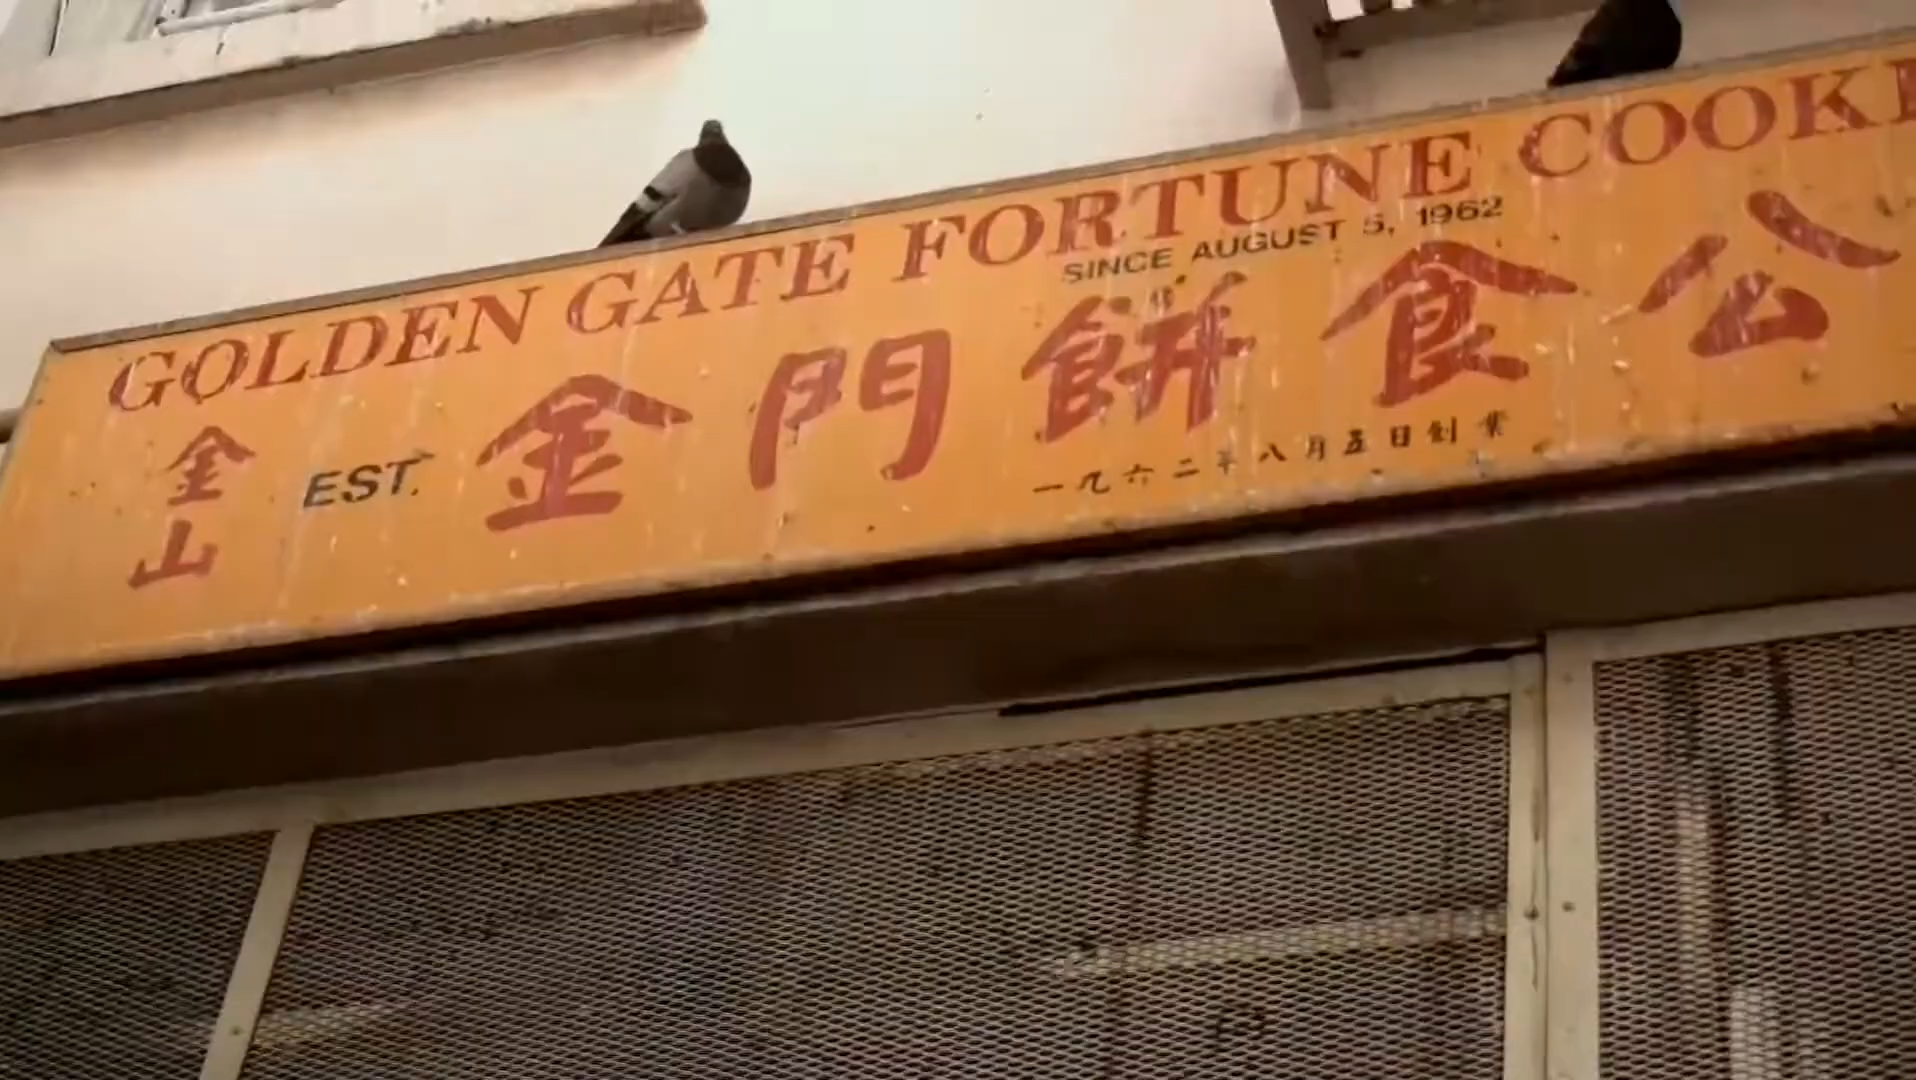 GOLDEN GATE FORTUNE COOKI
SINCE AUGUST 5, 1962
金山
EST.
金門餅食公
一九六二年八月五日創業